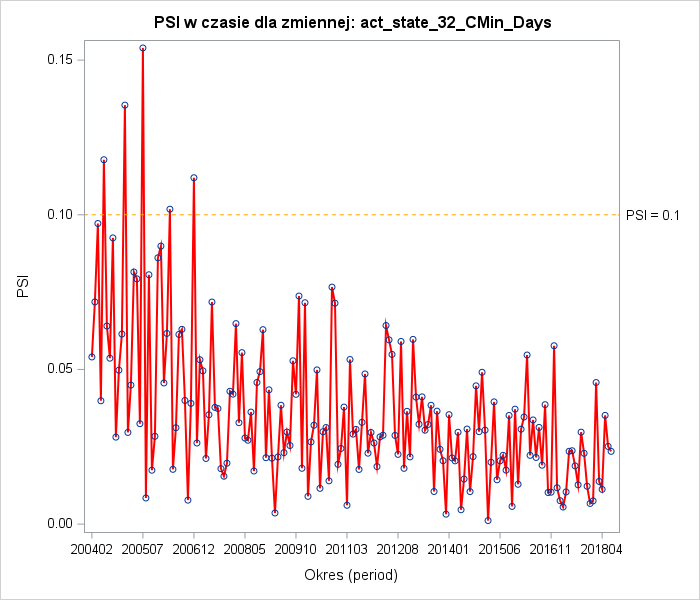 PSI w czasie dla zmiennej: act_state_32_CMin_Days
0.15
0.10
PSI = 0.1
PSI
0.05
0.00
200402 200507 200612 200805 200910 201103 201208 201401 201506 201611 201804
Okres (period)